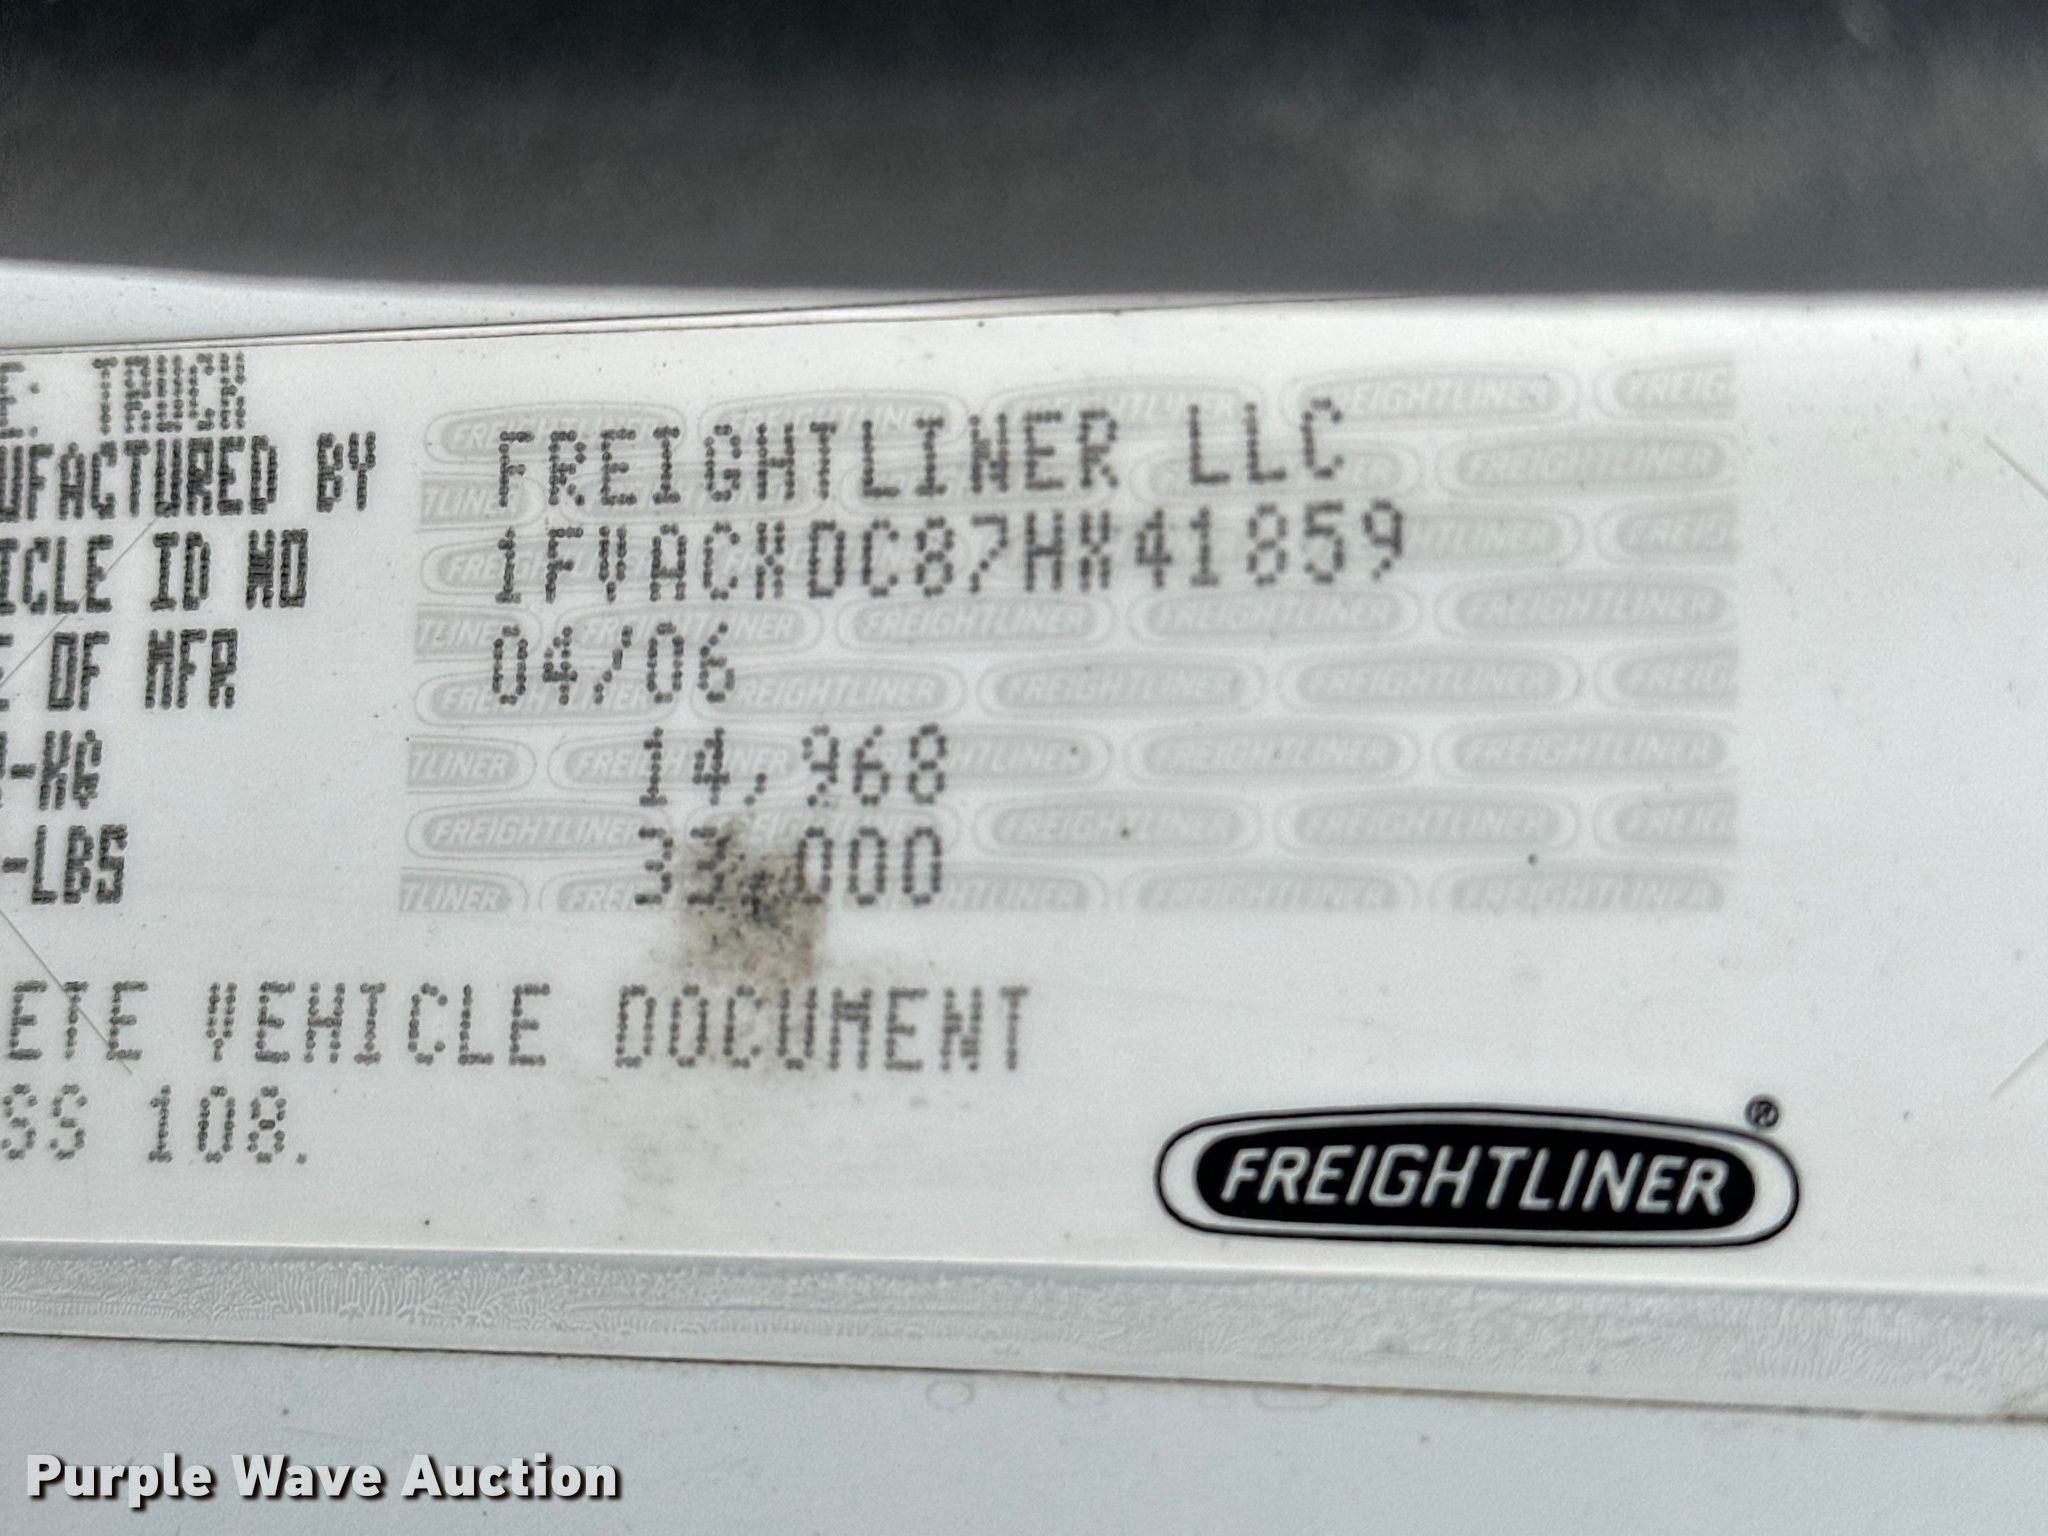 E: TRUCK
UFACTURED BY FREIGHTLINER LLC
ICLE ID NO 1FVACXDC87HX41859
E OF MFR 04/06
-KG 14,968
-LBS 33,000
ETE VEHICLE DOCUMENT
SS 108.
FREIGHTLINER®
Purple Wave Auction